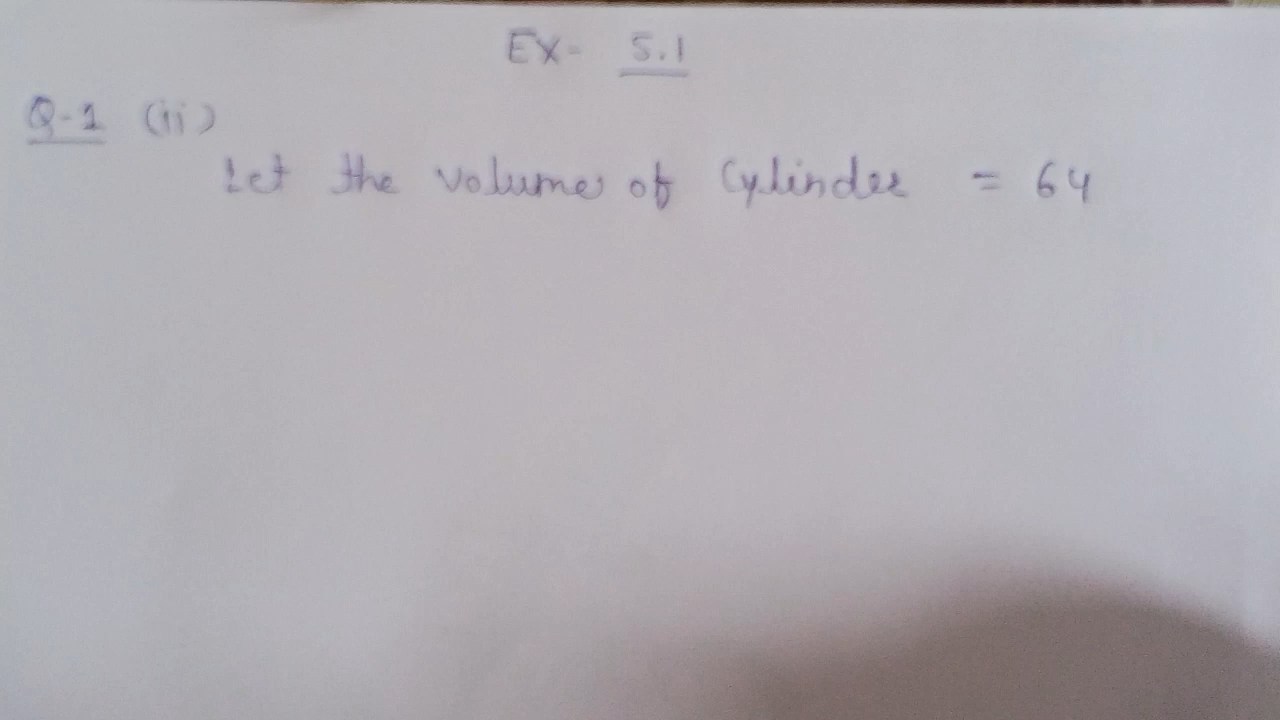 EX- 5.1
Q-1 (ii)
Let the volume of Cylinder = 64